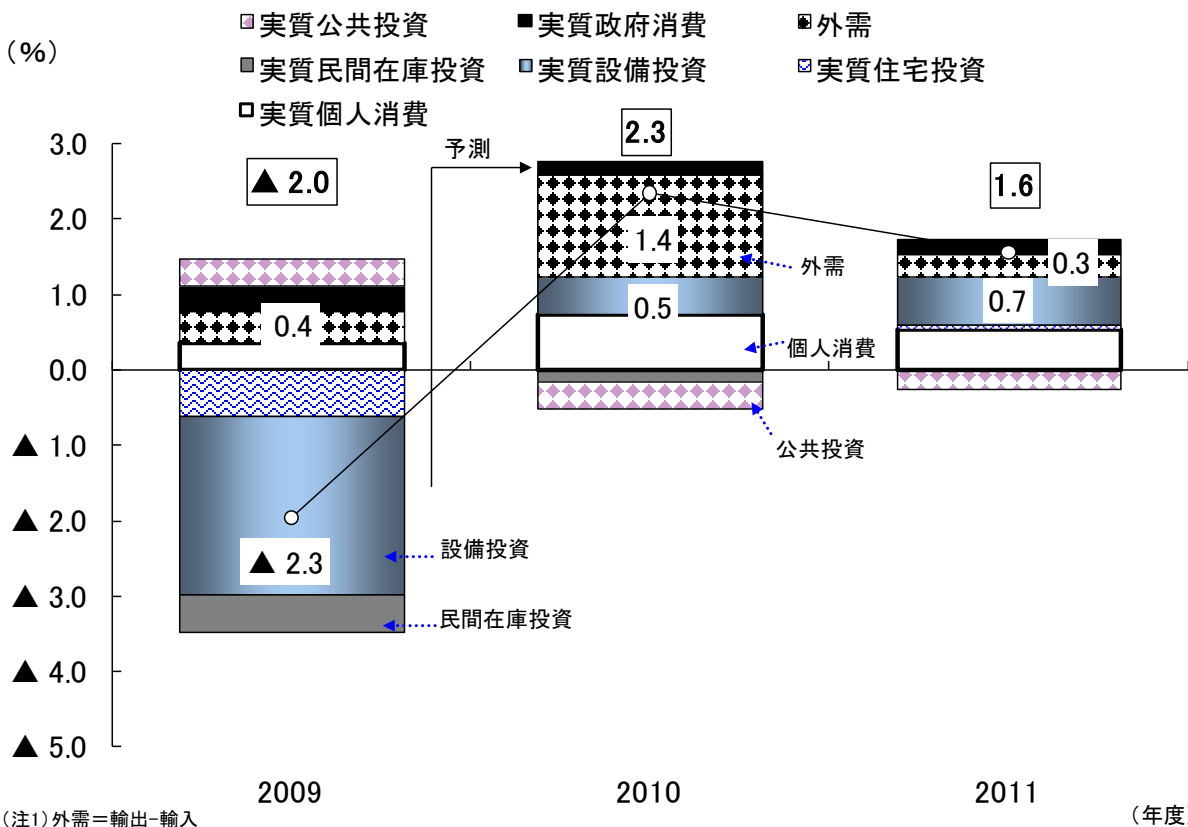 実質公共投資 実質政府消費 外需
(%)
実質民間在庫投資 実質設備投資 実質住宅投資
実質個人消費
3.0
予測
2.3
▲ 2.0
1.6
2.0
1.4
外需
0.3
1.0
0.5
0.7
0.4
個人消費
0.0
▲ 1.0
公共投資
▲ 2.0
設備投資
▲ 2.3
▲ 3.0
民間在庫投資
▲ 4.0
▲ 5.0
2009 2010 2011
(注1)外需=輸出-輸入
(年度)